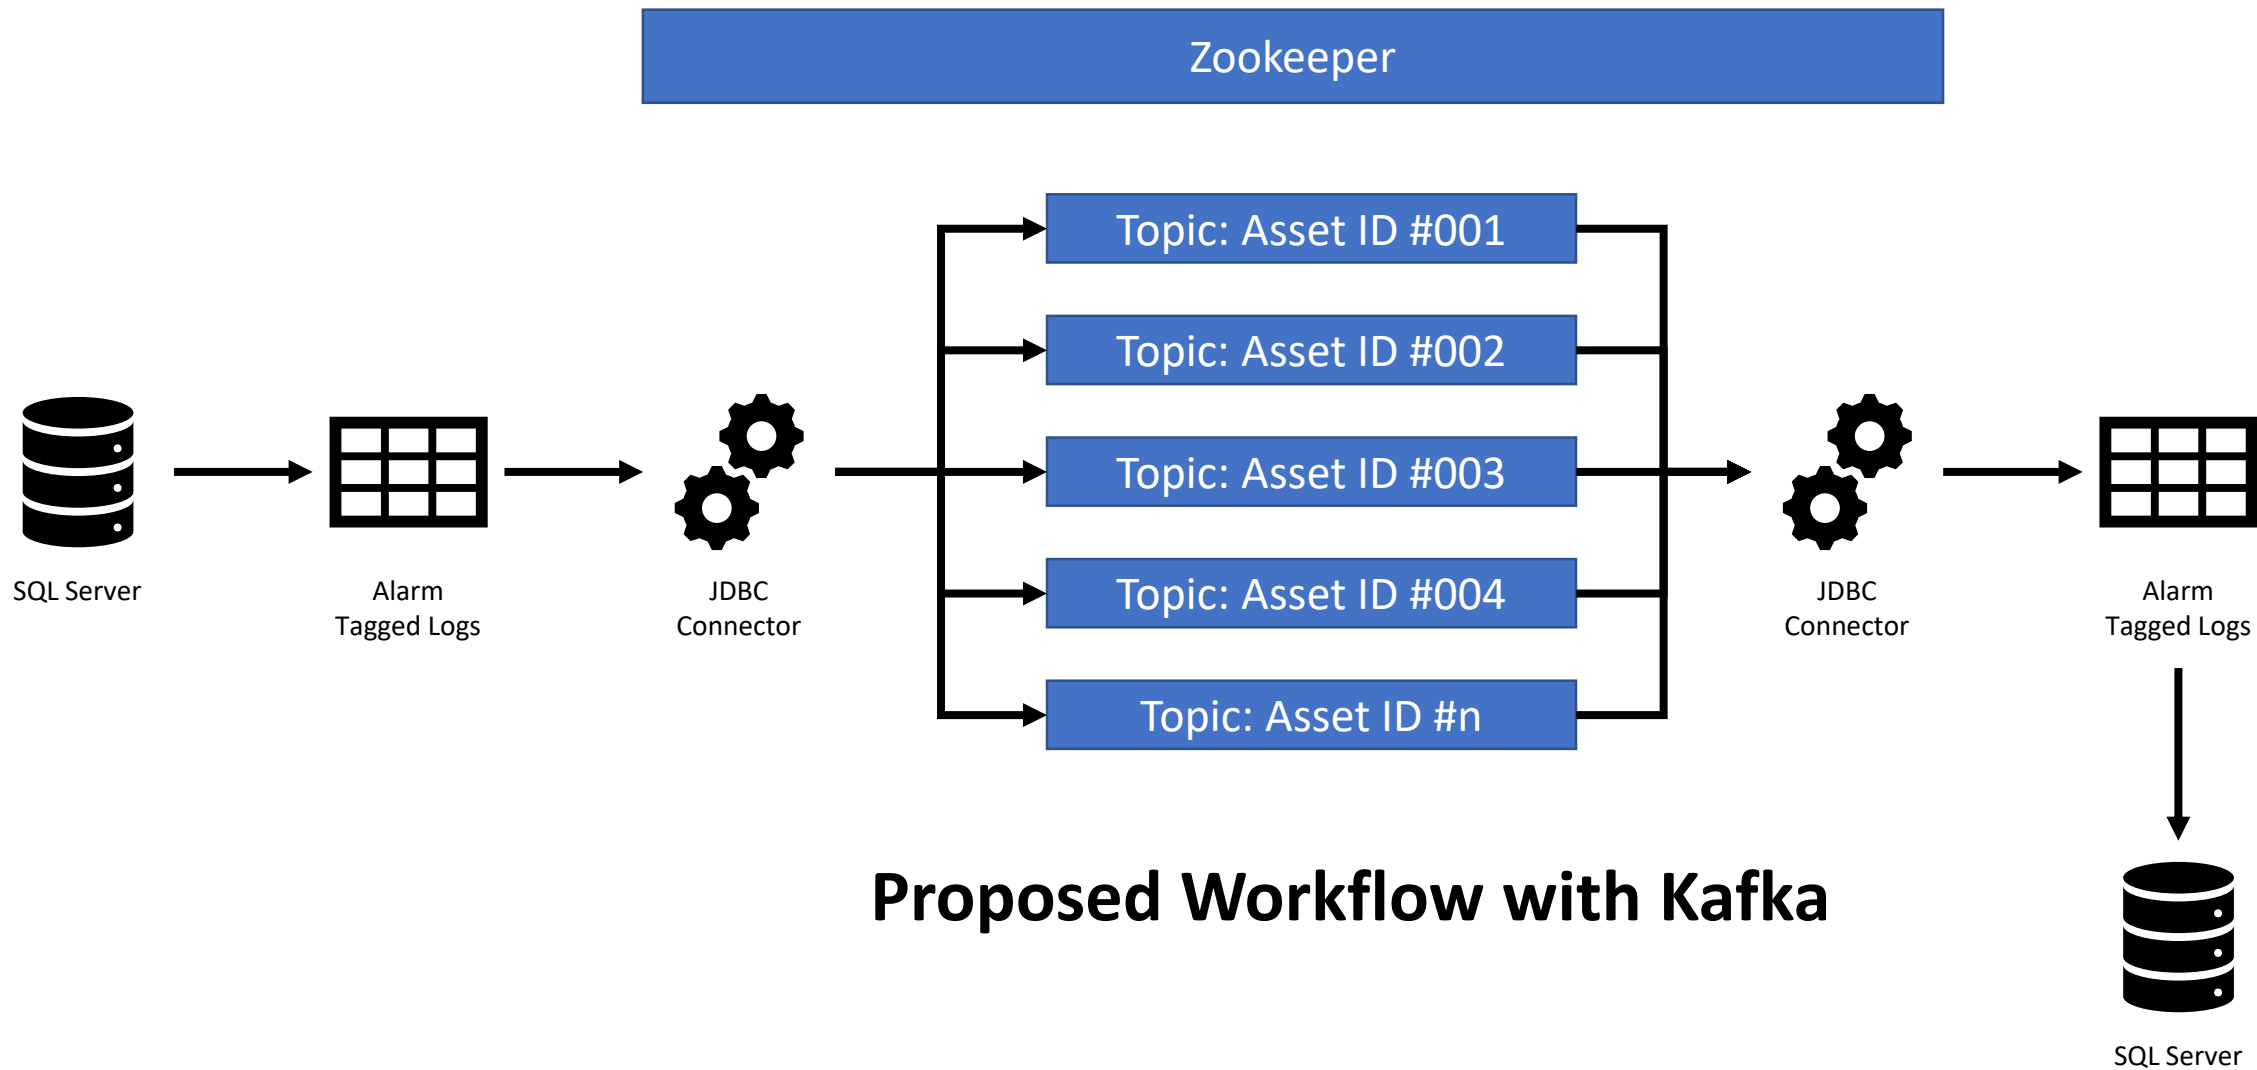 Zookeeper
Topic: Asset ID #001
Topic: Asset ID #002
Topic: Asset ID #003
Topic: Asset ID #004
Topic: Asset ID #n
SQL Server
Alarm
Tagged Logs
JDBC
Connector
JDBC
Connector
Alarm
Tagged Logs
Proposed Workflow with Kafka
SQL Server